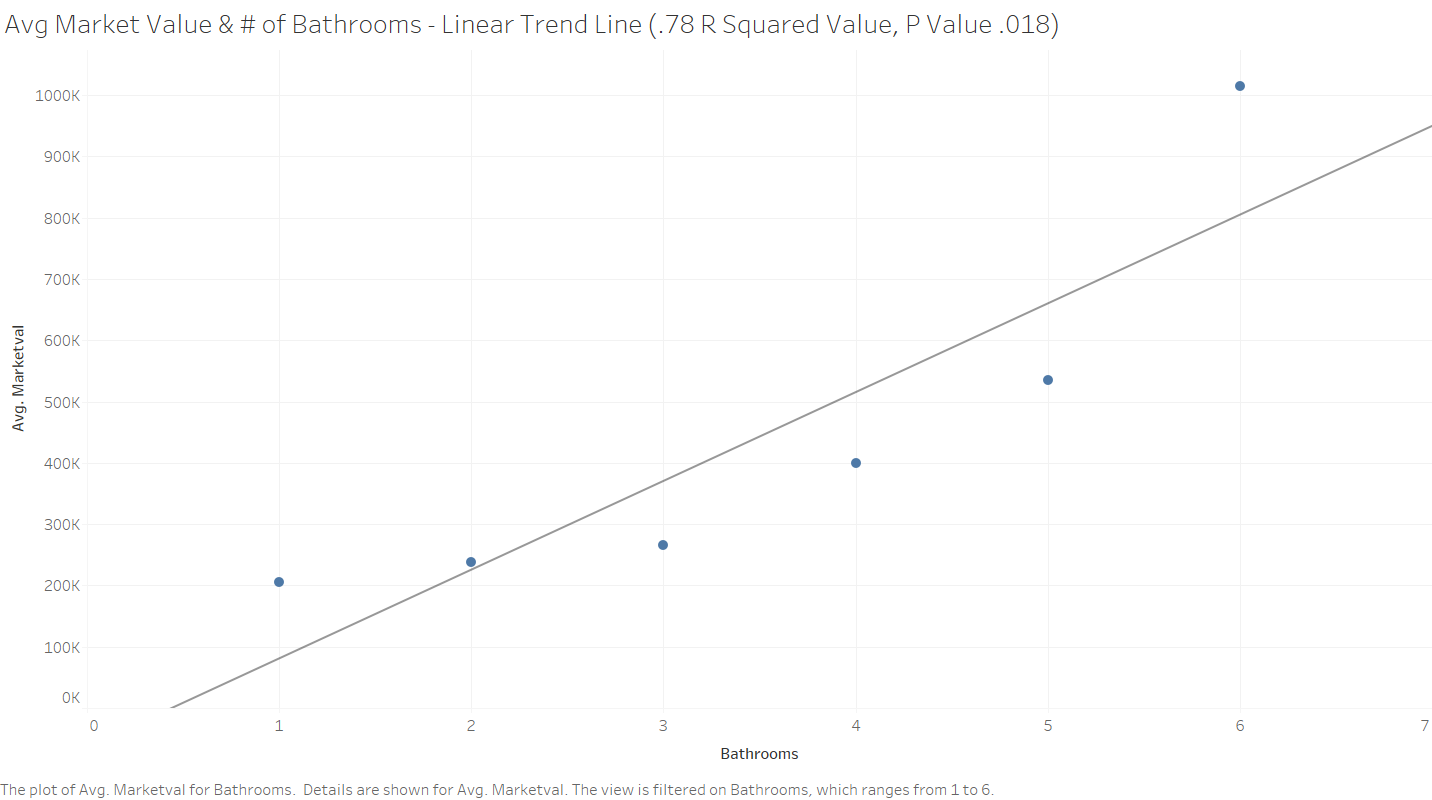 Avg Market Value & # of Bathrooms - Linear Trend Line (.78 R Squared Value, P Value .018)
1000K
900K
800K
700K
600K
500K
400K
300K
200K
100K
0K
Avg. Marketval
0 1 2 3 4 5 6 7
Bathrooms
The plot of Avg. Marketval for Bathrooms. Details are shown for Avg. Marketval. The view is filtered on Bathrooms, which ranges from 1 to 6.